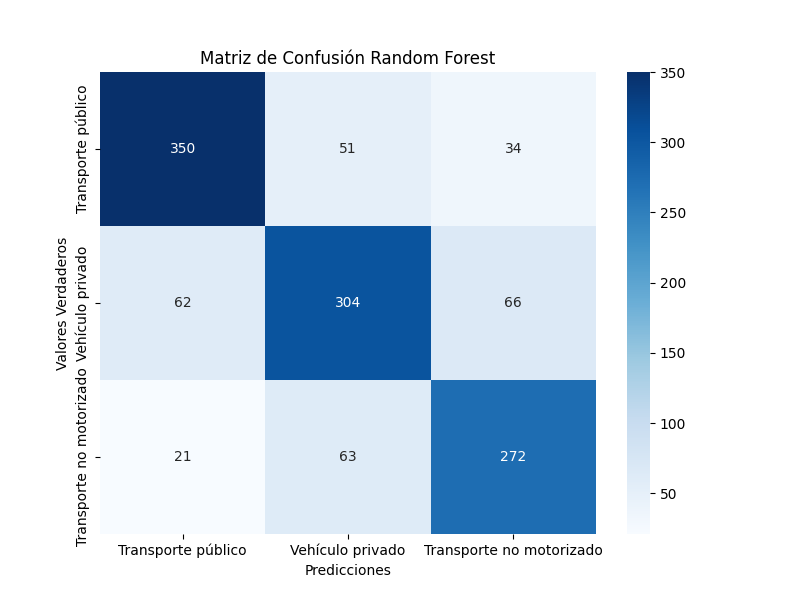 Matriz de Confusión Random Forest
Valores Verdaderos
Transporte público
Vehículo privado
Transporte no motorizado
350 51 34
62 304 66
21 63 272
Transporte público Vehículo privado Transporte no motorizado
Predicciones
350
300
250
200
150
100
50